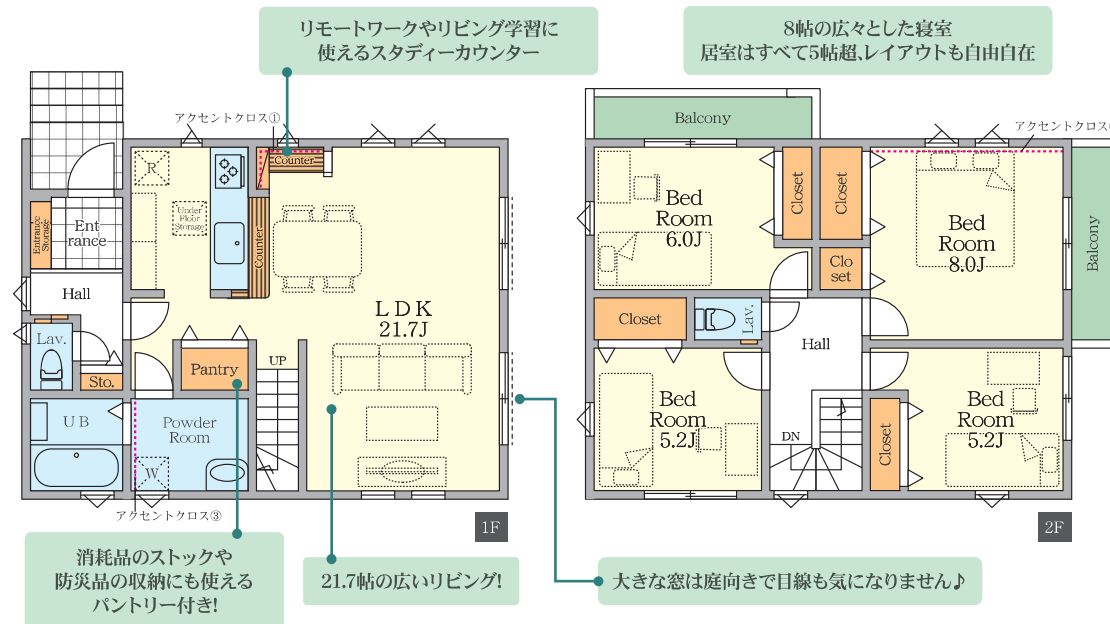 リモートワークやリビング学習に
使えるスタディーカウンター
8帖の広々とした寝室
居室はすべて5帖超、レイアウトも自由自在
アクセントクロス①
Counter
R
Under
Floor
Storage
Counter
Entrance
Storage
Ent
rance
Hall
LDK
21.7J
Lav.
Sto.
Pantry
UP
UB
Powder
Room
W
アクセントクロス③
1F
Balcony
アクセントクロス
Bed
Room
6.0J
Closet
Closet
Bed
Room
8.0J
Balcony
Clo
set
Closet
Lav.
Hall
Bed
Room
5.2J
DN
Closet
Bed
Room
5.2J
2F
消耗品のストックや
防災品の収納にも使える
パントリー付き!
21.7帖の広いリビング!
大きな窓は庭向きで目線も気になりません♪